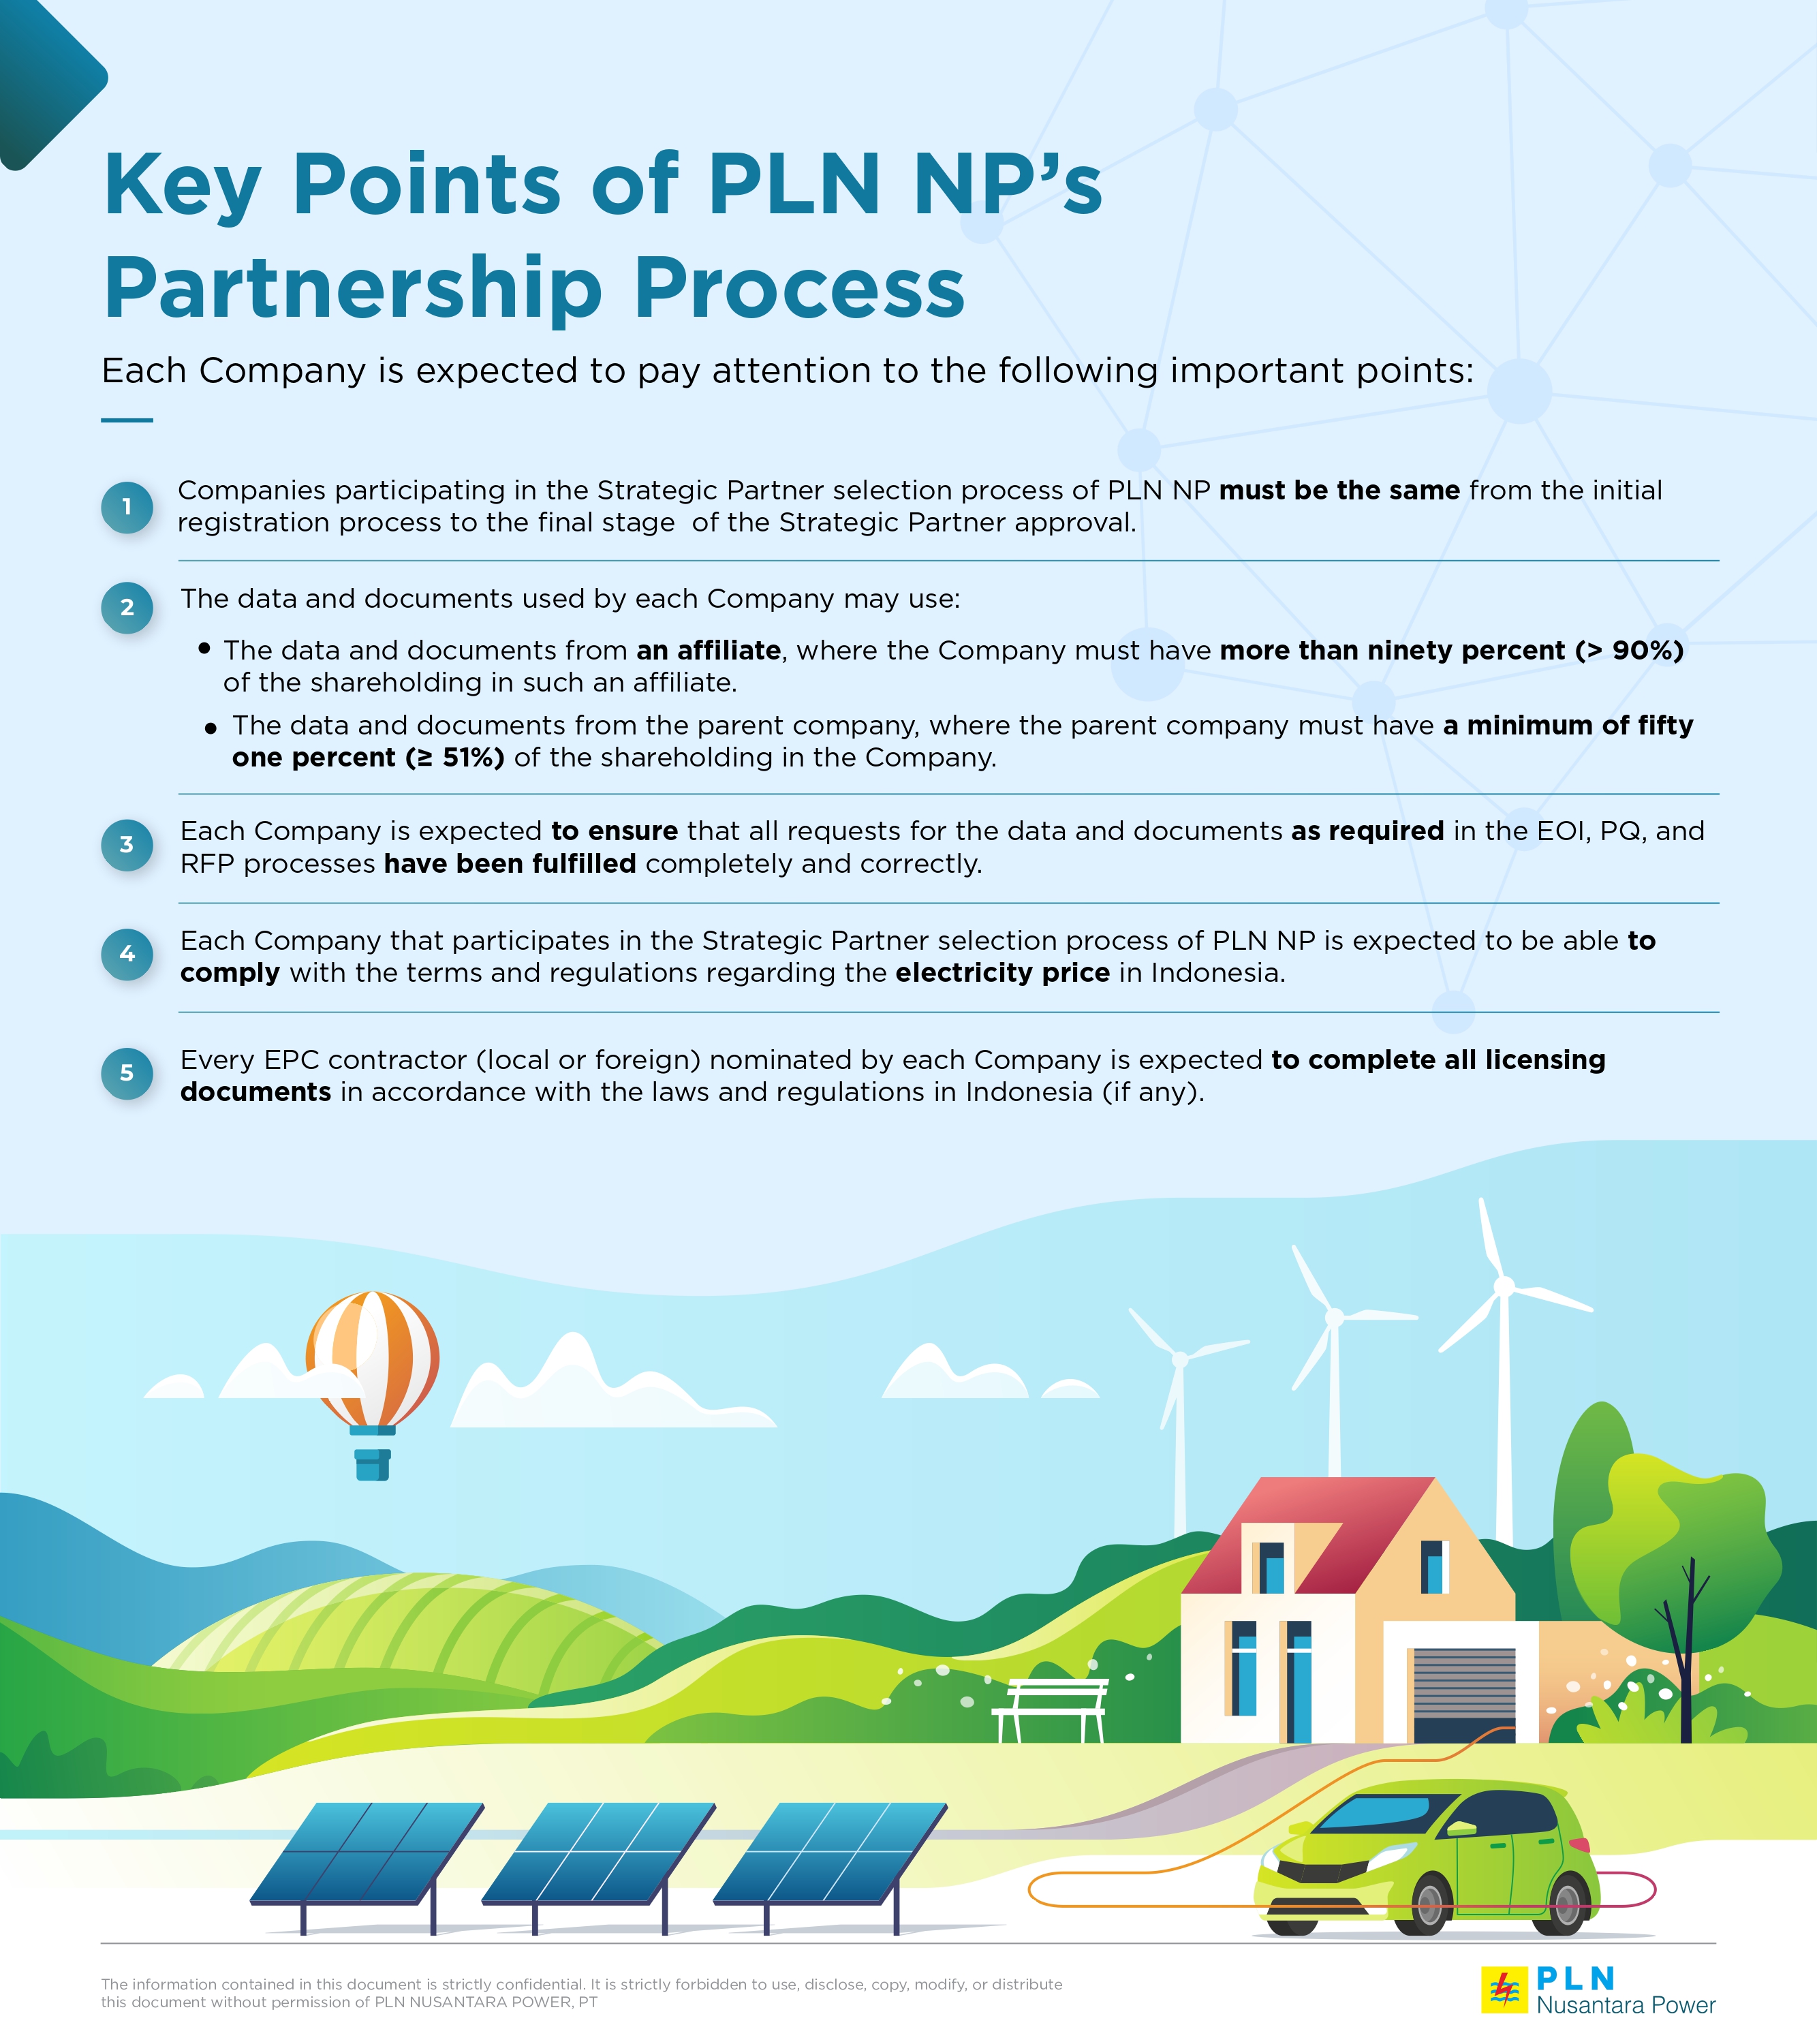 Key Points of PLN NP’s
Partnership Process
Each Company is expected to pay attention to the following important points:
1
Companies participating in the Strategic Partner selection process of PLN NP must be the same from the initial
registration process to the final stage  of the Strategic Partner approval.
2
The data and documents used by each Company may use:
• The data and documents from an affiliate, where the Company must have more than ninety percent (> 90%)
of the shareholding in such an affiliate.
• The data and documents from the parent company, where the parent company must have a minimum of fifty
one percent (≥ 51%) of the shareholding in the Company.
3
Each Company is expected to ensure that all requests for the data and documents as required in the EOI, PQ, and
RFP processes have been fulfilled completely and correctly.
4
Each Company that participates in the Strategic Partner selection process of PLN NP is expected to be able to
comply with the terms and regulations regarding the electricity price in Indonesia.
5
Every EPC contractor (local or foreign) nominated by each Company is expected to complete all licensing
documents in accordance with the laws and regulations in Indonesia (if any).
The information contained in this document is strictly confidential. It is strictly forbidden to use, disclose, copy, modify, or distribute
this document without permission of PLN NUSANTARA POWER, PT
PLN
Nusantara Power